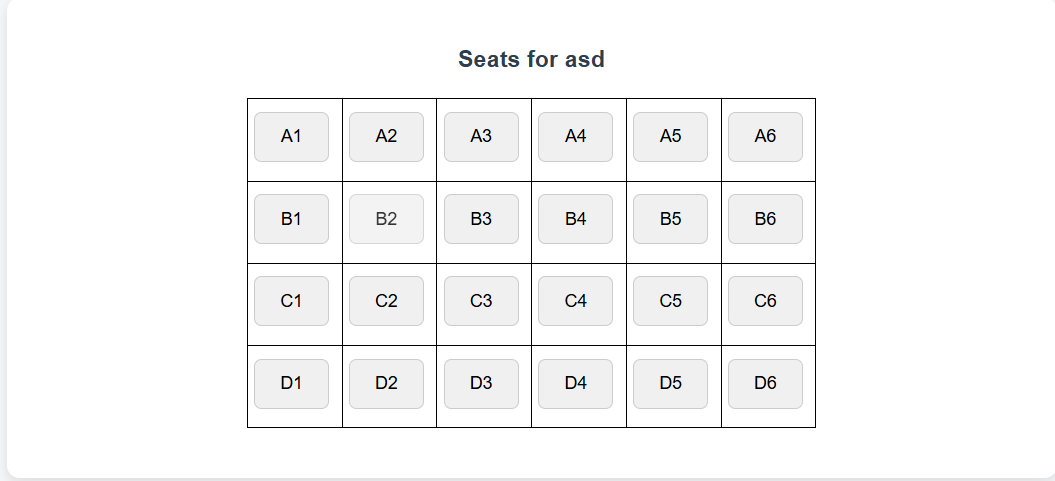 Seats for asd
A1 A2 A3 A4 A5 A6
B1 B2 B3 B4 B5 B6
C1 C2 C3 C4 C5 C6
D1 D2 D3 D4 D5 D6